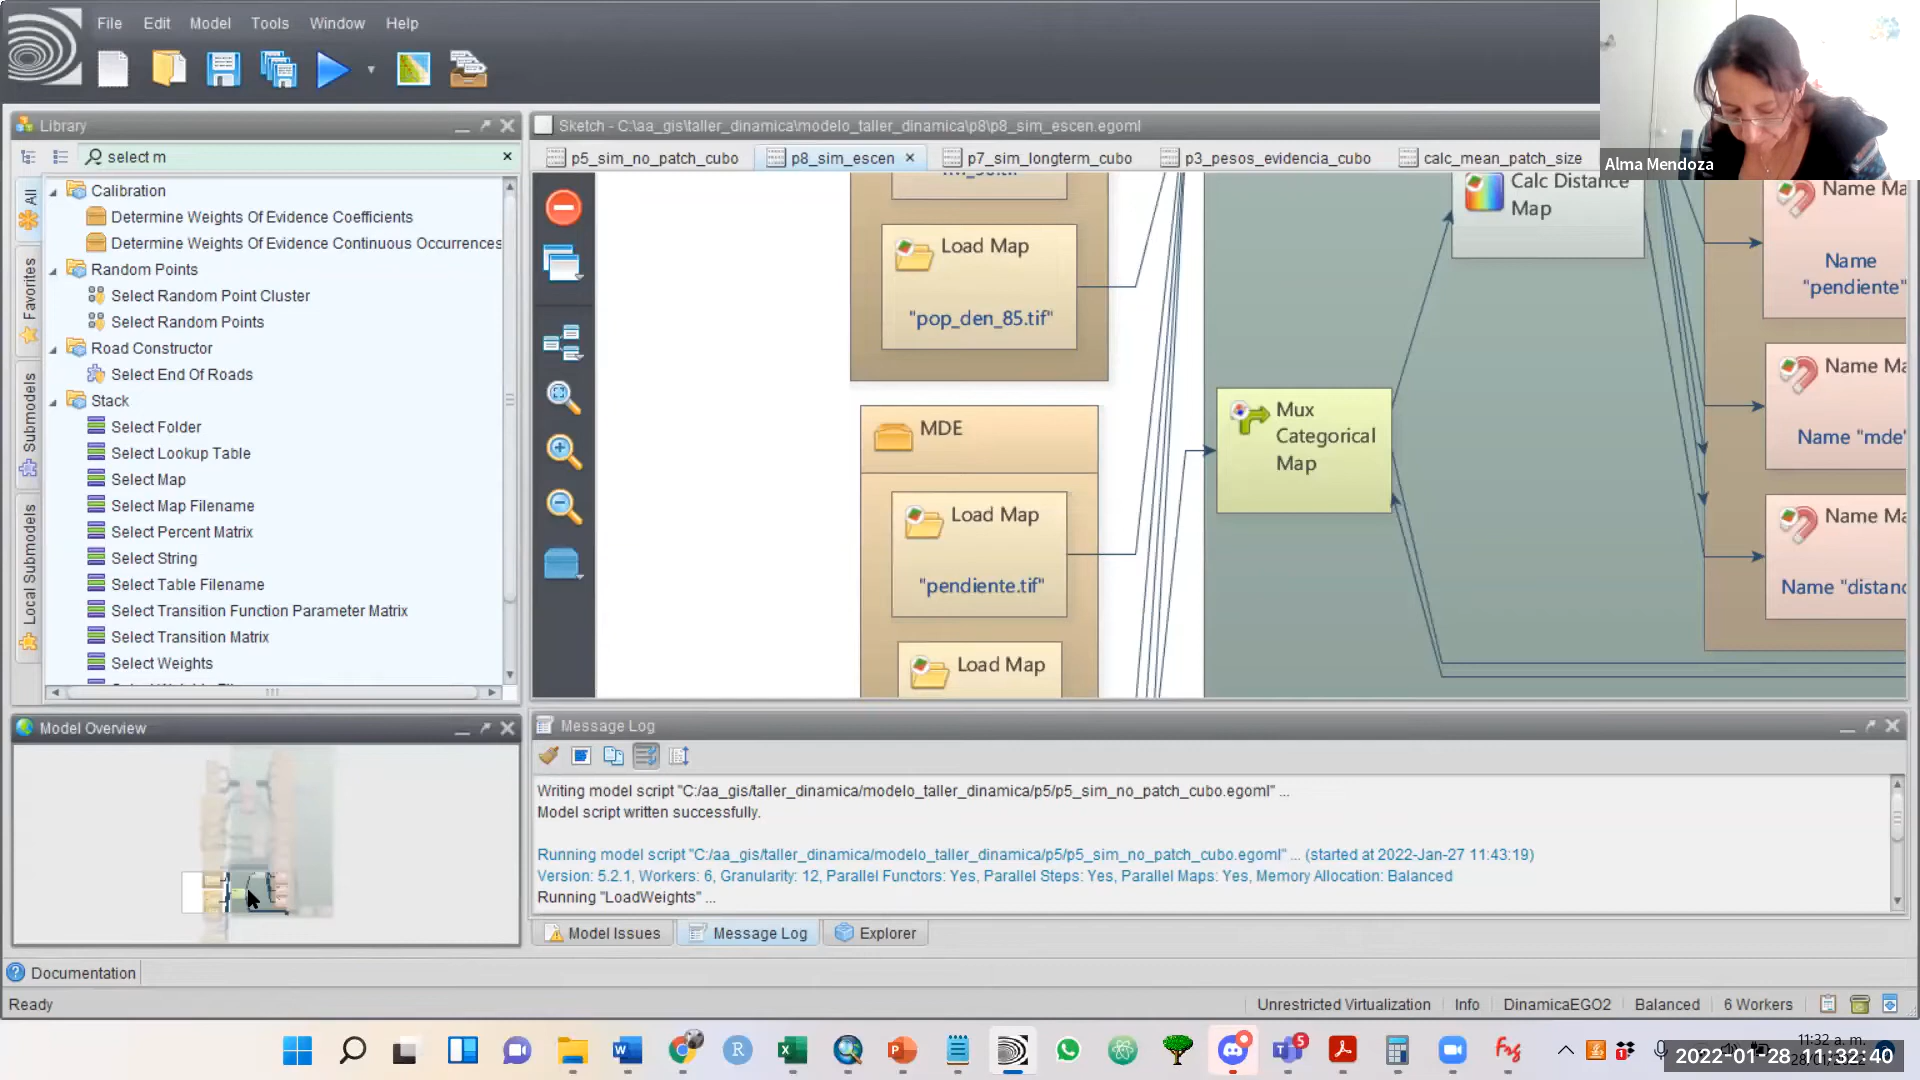 File Edit Model Tools Window Help
Library
select m
All
Favorites
Submodels
Local Submodels
Calibration
Determine Weights Of Evidence Coefficients
Determine Weights Of Evidence Continuous Occurrences
Random Points
Select Random Point Cluster
Select Random Points
Road Constructor
Select End Of Roads
Stack
Select Folder
Select Lookup Table
Select Map
Select Map Filename
Select Percent Matrix
Select String
Select Table Filename
Select Transition Function Parameter Matrix
Select Transition Matrix
Select Weights
Sketch - C:\aa_gis\taller_dinamica\modelo_taller_dinamica\p8\p8_sim_escen.egoml
p5_sim_no_patch_cubo p8_sim_escen p7_sim_longterm_cubo p3_pesos_evidencia_cubo calc_mean_patch_size
Load Map
"pop_den_85.tif"
MDE
Load Map
"pendiente.tif"
Load Map
Mux
Categorical
Map
Calc Distance
Map
Name Ma
Name
"pendiente"
Name Ma
Name "mde"
Name Ma
Name "distanc
Alma Mendoza
Model Overview
Message Log
Writing model script "C:/aa_gis/taller_dinamica/modelo_taller_dinamica/p5/p5_sim_no_patch_cubo.egoml" ...
Model script written successfully.
Running model script "C:/aa_gis/taller_dinamica/modelo_taller_dinamica/p5/p5_sim_no_patch_cubo.egoml" ... (started at 2022-Jan-27 11:43:19)
Version: 5.2.1, Workers: 6, Granularity: 12, Parallel Functors: Yes, Parallel Steps: Yes, Parallel Maps: Yes, Memory Allocation: Balanced
Running "LoadWeights" ...
Model Issues Message Log Explorer
Documentation
Ready
Unrestricted Virtualization Info DinamicaEGO2 Balanced 6 Workers
11:32 a. m.
2022-01-28 11:32:40